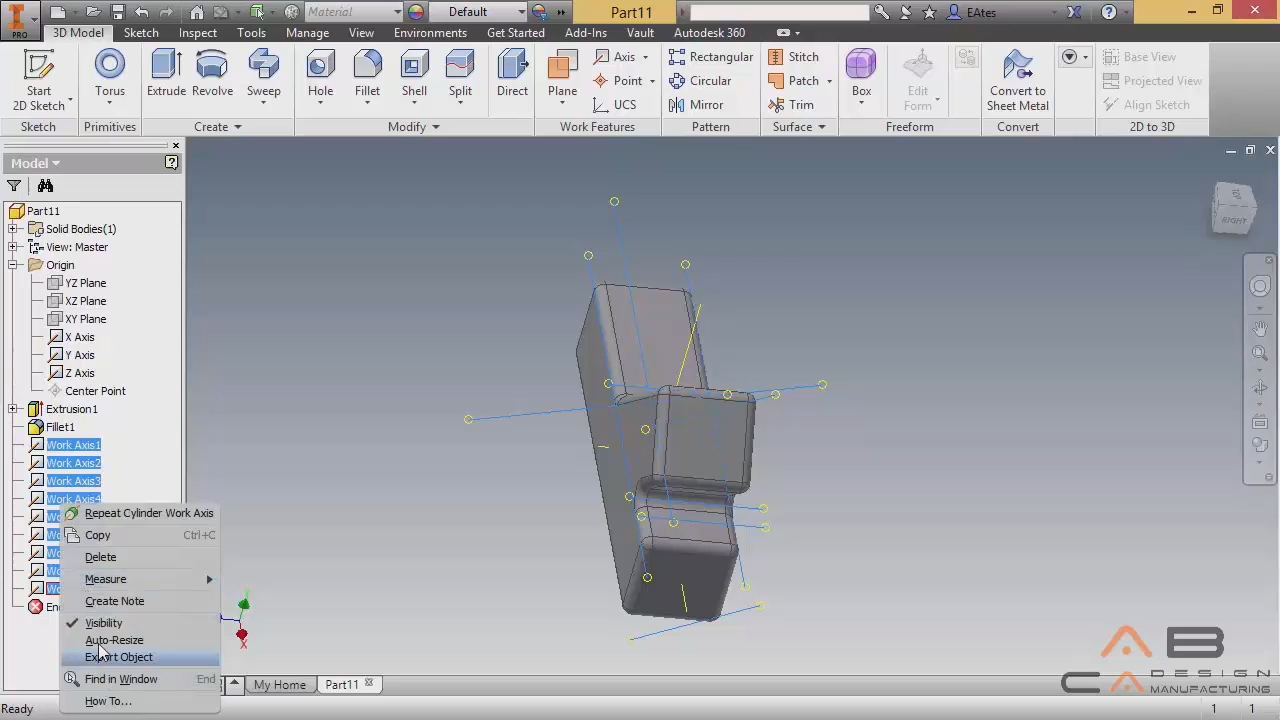 PRO
Material
Default
Part11
EAtes
3D Model
Sketch
Inspect
Tools
Manage
View
Environments
Get Started
Add-Ins
Vault
Autodesk 360
Start
2D Sketch
Torus
Extrude
Revolve
Sweep
Hole
Fillet
Shell
Split
Direct
Plane
Axis
Point
UCS
Rectangular
Circular
Mirror
Stitch
Patch
Trim
Box
Edit
Form
Convert to
Sheet Metal
Base View
Projected View
Align Sketch
Sketch
Primitives
Create
Modify
Work Features
Pattern
Surface
Freeform
Convert
2D to 3D
Model
Part11
Solid Bodies(1)
View: Master
Origin
YZ Plane
XZ Plane
XY Plane
X Axis
Y Axis
Z Axis
Center Point
Extrusion1
Fillet1
Work Axis1
Work Axis2
Work Axis3
Work Axis4
Repeat Cylinder Work Axis
Copy Ctrl+C
Delete
Measure
Create Note
Visibility
Auto-Resize
Export Object
Find in Window End
How To...
RIGHT
X
My Home
Part11
Ready
1 1
CAB
DESIGN
MANUFACTURING